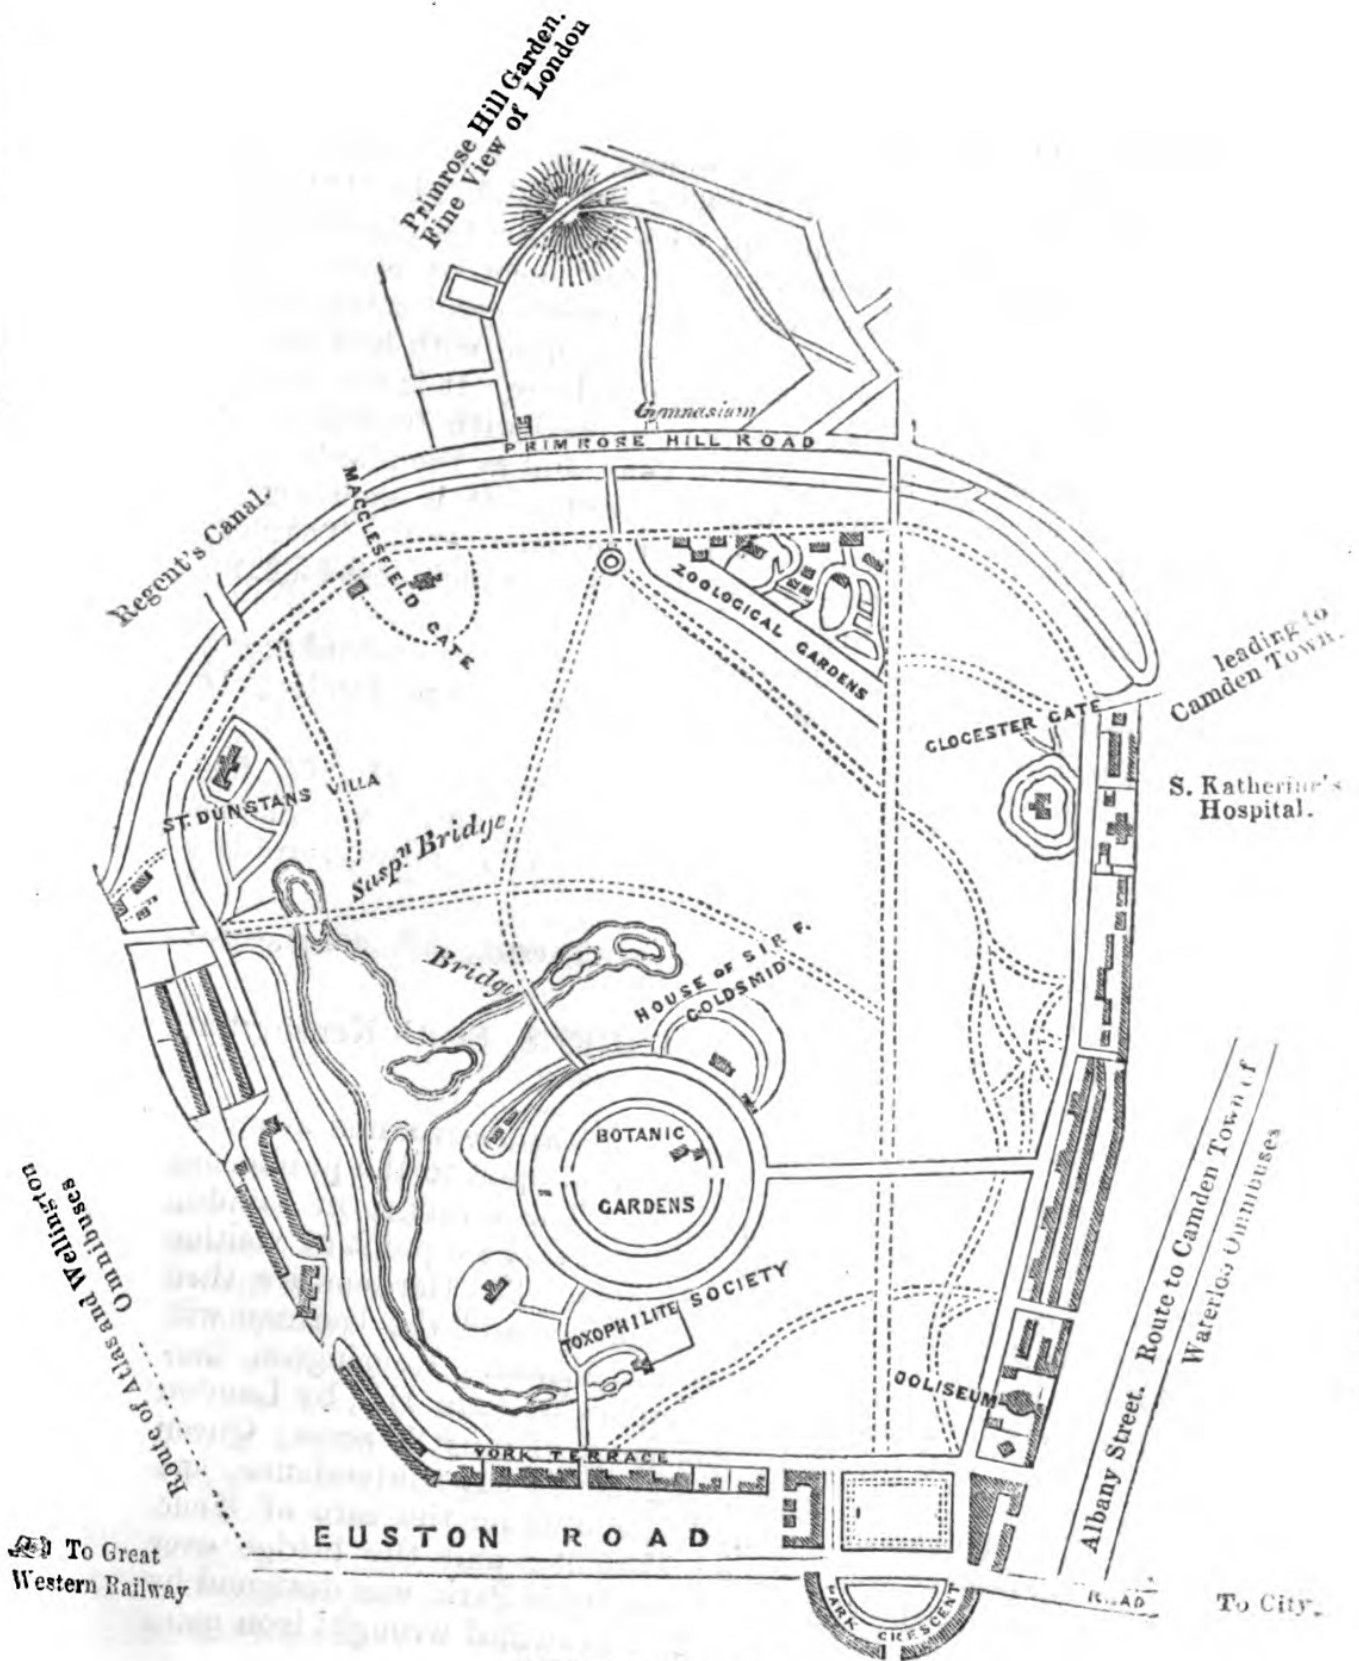 Primrose Hill Garden.
Fine View of London
Gymnasium
PRIMROSE HILL ROAD
MACCLESFIELD GATE
Regent's Canal.
ZOOLOGICAL GARDENS
leading to
Camden Town.
GLOCESTER GATE
S. Katherine's
Hospital.
ST. DUNSTANS VILLA
Suspn Bridge
Bridge
HOUSE OF SIR F.
GOLDSMID
BOTANIC
GARDENS
TOXOPHILITE SOCIETY
COLISEUM
Albany Street. Route to Camden Town of
Waterloo Omnibuses
Route of Atlas and Wellington
Omnibuses
YORK TERRACE
EUSTON ROAD
To Great
Western Railway
PARK CRESCENT
ROAD
To City.